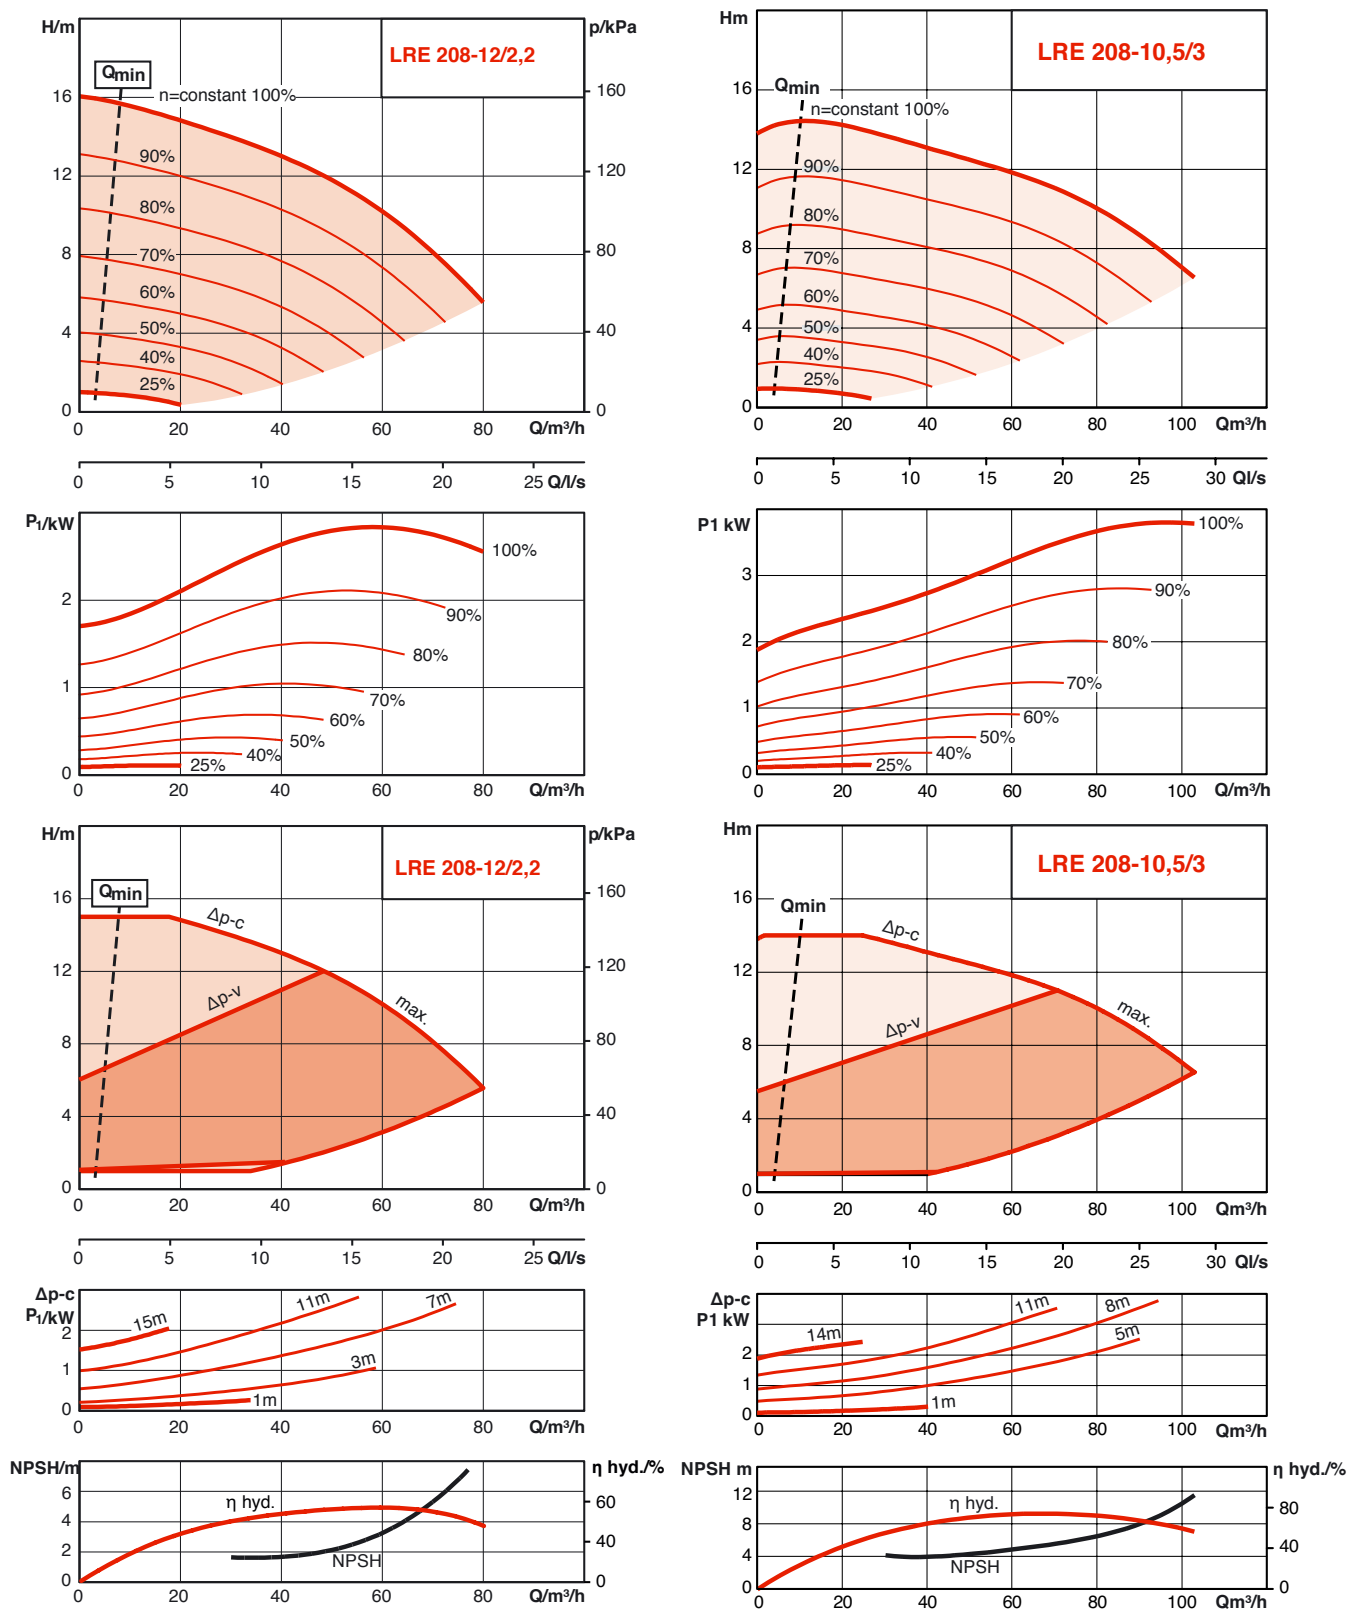 H/m
p/kPa
LRE 208-12/2,2
Qmin
n=constant 100%
90%
80%
70%
60%
50%
40%
25%
16
12
8
4
0
160
120
80
40
0
0 20 40 60 80 Q/m³/h
0 5 10 15 20 25 Q/l/s
P1/kW
2
1
0
100%
90%
80%
70%
60%
50%
40%
25%
0 20 40 60 80 Q/m³/h
H/m
p/kPa
LRE 208-12/2,2
Qmin
Δp-c
Δp-v
max.
16
12
8
4
0
160
120
80
40
0
0 20 40 60 80 Q/m³/h
0 5 10 15 20 25 Q/l/s
Δp-c
P1/kW
2
1
0
15m
11m
7m
3m
1m
0 20 40 60 80 Q/m³/h
NPSH/m
η hyd./%
6
4
2
0
η hyd.
NPSH
60
40
0
0 20 40 60 80 Q/m³/h
Hm
LRE 208-10,5/3
Qmin
n=constant 100%
90%
80%
70%
60%
50%
40%
25%
16
12
8
4
0
0 20 40 60 80 100 Qm³/h
0 5 10 15 20 25 30 Ql/s
P1 kW
3
2
1
0
100%
90%
80%
70%
60%
50%
40%
25%
0 20 40 60 80 100 Qm³/h
Hm
LRE 208-10,5/3
Qmin
Δp-c
Δp-v
max.
16
12
8
4
0
0 20 40 60 80 100 Qm³/h
0 5 10 15 20 25 30 Ql/s
Δp-c
P1 kW
2
1
0
14m
11m
8m
5m
1m
0 20 40 60 80 100 Qm³/h
NPSH m
η hyd./%
12
8
4
0
η hyd.
NPSH
80
40
0
0 20 40 60 80 100 Qm³/h